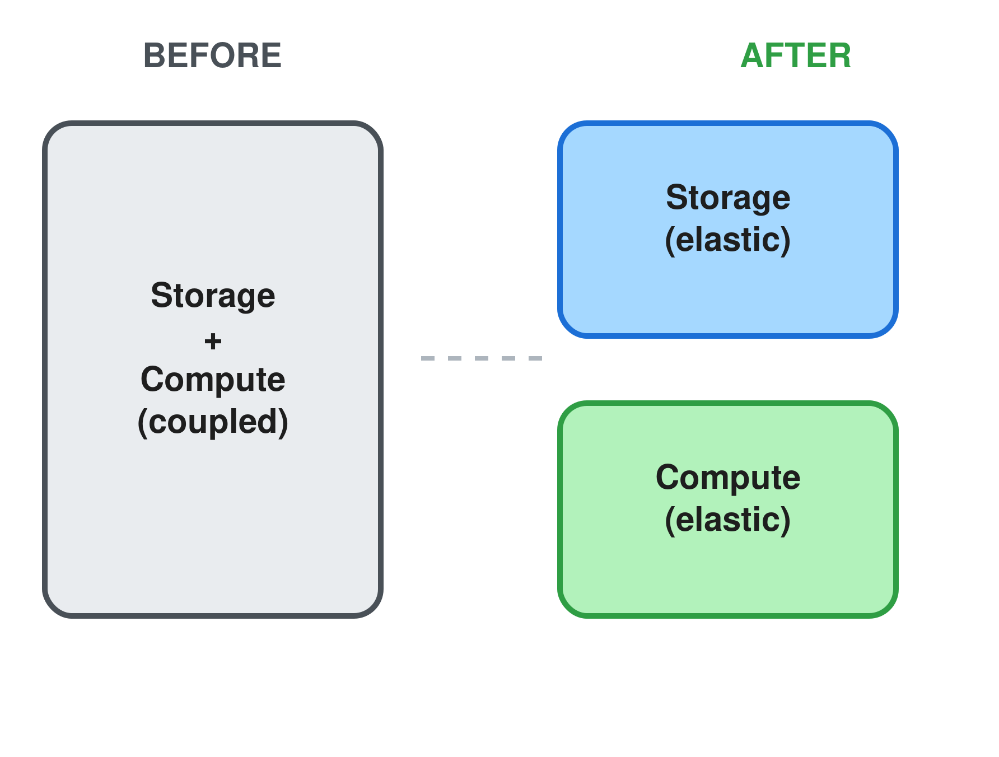 BEFORE
Storage
+
Compute
(coupled)
AFTER
Storage
(elastic)
Compute
(elastic)